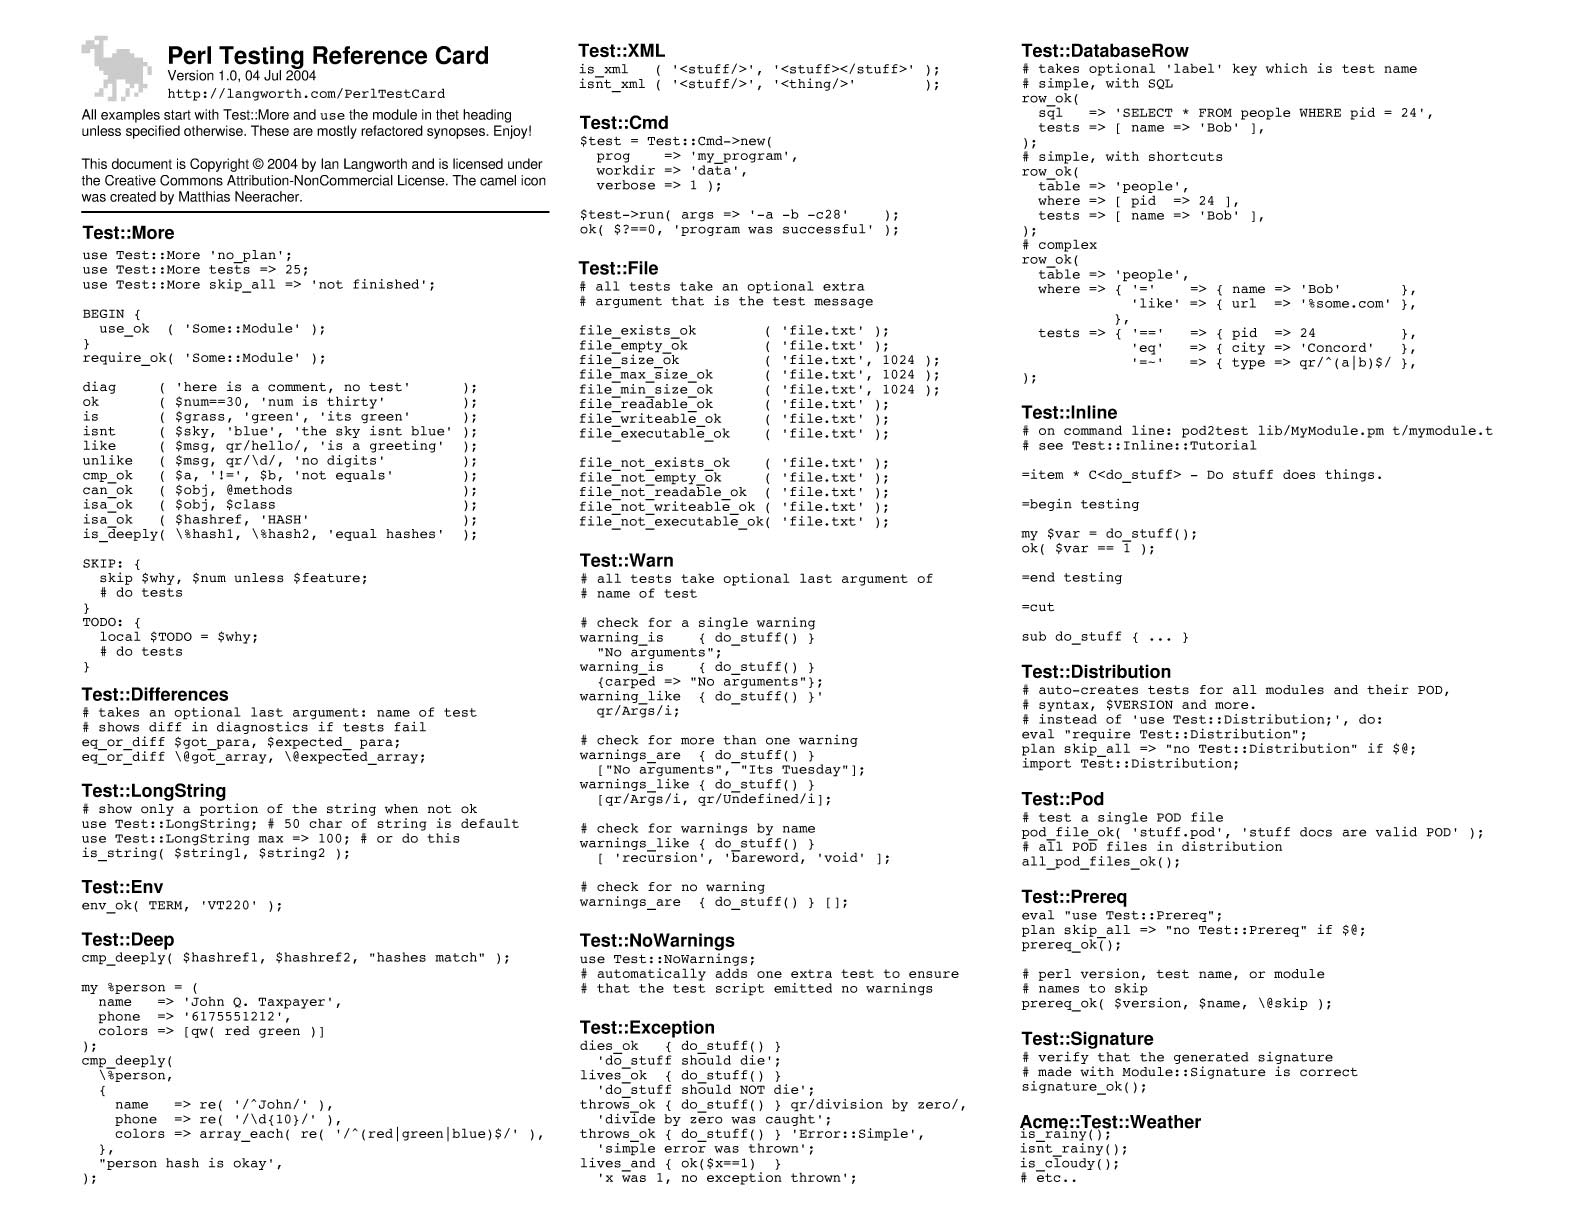 Perl Testing Reference Card
Version 1.0, 04 Jul 2004
http://langworth.com/PerlTestCard
All examples start with Test::More and use the module in thet heading
unless specified otherwise. These are mostly refactored synopses. Enjoy!

This document is Copyright © 2004 by Ian Langworth and is licensed under
the Creative Commons Attribution-NonCommercial License. The camel icon
was created by Matthias Neeracher.

Test::More
use Test::More 'no_plan';
use Test::More tests => 25;
use Test::More skip_all => 'not finished';

BEGIN {
  use_ok  ( 'Some::Module' );
}
require_ok( 'Some::Module' );

diag     ( 'here is a comment, no test'      );
ok       ( $num==30, 'num is thirty'         );
is       ( $grass, 'green', 'its green'      );
isnt     ( $sky, 'blue', 'the sky isnt blue' );
like     ( $msg, qr/hello/, 'is a greeting'  );
unlike   ( $msg, qr/\d/, 'no digits'         );
cmp_ok   ( $a, '!=', $b, 'not equals'        );
can_ok   ( $obj, @methods                    );
isa_ok   ( $obj, $class                      );
isa_ok   ( $hashref, 'HASH'                  );
is_deeply( \%hash1, \%hash2, 'equal hashes'  );

SKIP: {
  skip $why, $num unless $feature;
  # do tests
}
TODO: {
  local $TODO = $why;
  # do tests
}

Test::Differences
# takes an optional last argument: name of test
# shows diff in diagnostics if tests fail
eq_or_diff $got_para, $expected_ para;
eq_or_diff \@got_array, \@expected_array;

Test::LongString
# show only a portion of the string when not ok
use Test::LongString; # 50 char of string is default
use Test::LongString max => 100; # or do this
is_string( $string1, $string2 );

Test::Env
env_ok( TERM, 'VT220' );

Test::Deep
cmp_deeply( $hashref1, $hashref2, "hashes match" );

my %person = (
  name   => 'John Q. Taxpayer',
  phone  => '6175551212',
  colors => [qw( red green )]
);
cmp_deeply(
  \%person,
  {
    name   => re( '/^John/' ),
    phone  => re( '/\d{10}/' ),
    colors => array_each( re( '/^(red|green|blue)$/' ),
  },
  "person hash is okay',
);

Test::XML
is_xml   ( '<stuff/>', '<stuff></stuff>' );
isnt_xml ( '<stuff/>', '<thing/>'        );

Test::Cmd
$test = Test::Cmd->new(
  prog    => 'my_program',
  workdir => 'data',
  verbose => 1 );

$test->run( args => '-a -b -c28'    );
ok( $?==0, 'program was successful' );

Test::File
# all tests take an optional extra
# argument that is the test message

file_exists_ok        ( 'file.txt' );
file_empty_ok         ( 'file.txt' );
file_size_ok          ( 'file.txt', 1024 );
file_max_size_ok      ( 'file.txt', 1024 );
file_min_size_ok      ( 'file.txt', 1024 );
file_readable_ok      ( 'file.txt' );
file_writeable_ok     ( 'file.txt' );
file_executable_ok    ( 'file.txt' );

file_not_exists_ok    ( 'file.txt' );
file_not_empty_ok     ( 'file.txt' );
file_not_readable_ok  ( 'file.txt' );
file_not_writeable_ok ( 'file.txt' );
file_not_executable_ok( 'file.txt' );

Test::Warn
# all tests take optional last argument of
# name of test

# check for a single warning
warning_is    { do_stuff() }
  "No arguments";
warning_is    { do_stuff() }
  {carped => "No arguments"};
warning_like  { do_stuff() }'
  qr/Args/i;

# check for more than one warning
warnings_are  { do_stuff() }
  ["No arguments", "Its Tuesday"];
warnings_like { do_stuff() }
  [qr/Args/i, qr/Undefined/i];

# check for warnings by name
warnings_like { do_stuff() }
  [ 'recursion', 'bareword, 'void' ];

# check for no warning
warnings_are  { do_stuff() } [];

Test::NoWarnings
use Test::NoWarnings;
# automatically adds one extra test to ensure
# that the test script emitted no warnings

Test::Exception
dies_ok   { do_stuff() }
  'do_stuff should die';
lives_ok  { do_stuff() }
  'do_stuff should NOT die';
throws_ok { do_stuff() } qr/division by zero/,
  'divide by zero was caught';
throws_ok { do_stuff() } 'Error::Simple',
  'simple error was thrown';
lives_and { ok($x==1)  }
  'x was 1, no exception thrown';

Test::DatabaseRow
# takes optional 'label' key which is test name
# simple, with SQL
row_ok(
  sql   => 'SELECT * FROM people WHERE pid = 24',
  tests => [ name => 'Bob' ],
);
# simple, with shortcuts
row_ok(
  table => 'people',
  where => [ pid  => 24 ],
  tests => [ name => 'Bob' ],
);
# complex
row_ok(
  table => 'people',
  where => { '='    => { name => 'Bob'       },
             'like' => { url  => '%some.com' },
           },
  tests => { '=='   => { pid  => 24          },
             'eq'   => { city => 'Concord'   },
             '=~'   => { type => qr/^(a|b)$/ },
);

Test::Inline
# on command line: pod2test lib/MyModule.pm t/mymodule.t
# see Test::Inline::Tutorial

=item * C<do_stuff> - Do stuff does things.

=begin testing

my $var = do_stuff();
ok( $var == 1 );

=end testing

=cut

sub do_stuff { ... }

Test::Distribution
# auto-creates tests for all modules and their POD,
# syntax, $VERSION and more.
# instead of 'use Test::Distribution;', do:
eval "require Test::Distribution";
plan skip_all => "no Test::Distribution" if $@;
import Test::Distribution;

Test::Pod
# test a single POD file
pod_file_ok( 'stuff.pod', 'stuff docs are valid POD' );
# all POD files in distribution
all_pod_files_ok();

Test::Prereq
eval "use Test::Prereq";
plan skip_all => "no Test::Prereq" if $@;
prereq_ok();

# perl version, test name, or module
# names to skip
prereq_ok( $version, $name, \@skip );

Test::Signature
# verify that the generated signature
# made with Module::Signature is correct
signature_ok();

Acme::Test::Weather
is_rainy();
isnt_rainy();
is_cloudy();
# etc..